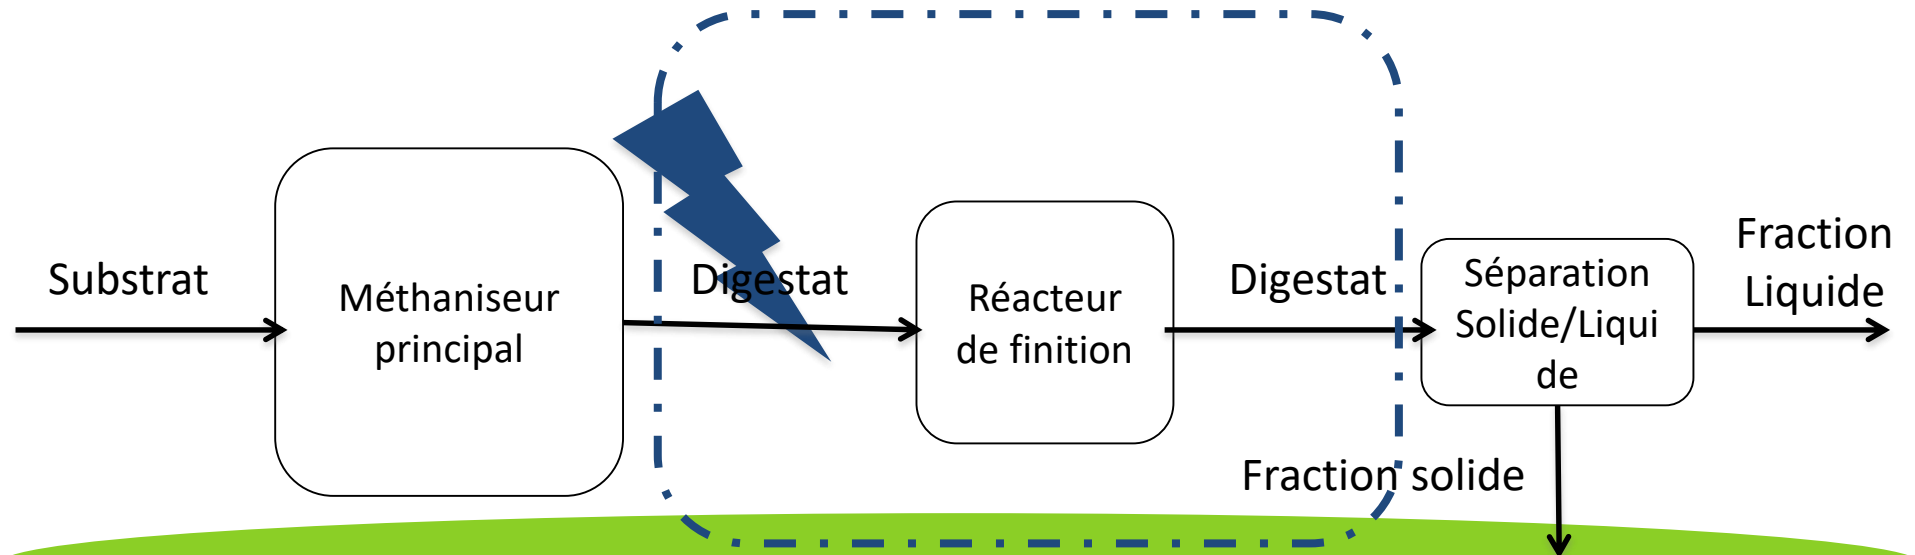 Substrat
Méthaniseur
principal
Digestat
Réacteur
de finition
Digestat
Séparation
Solide/Liqui
de
Fraction
Liquide
Fraction solide